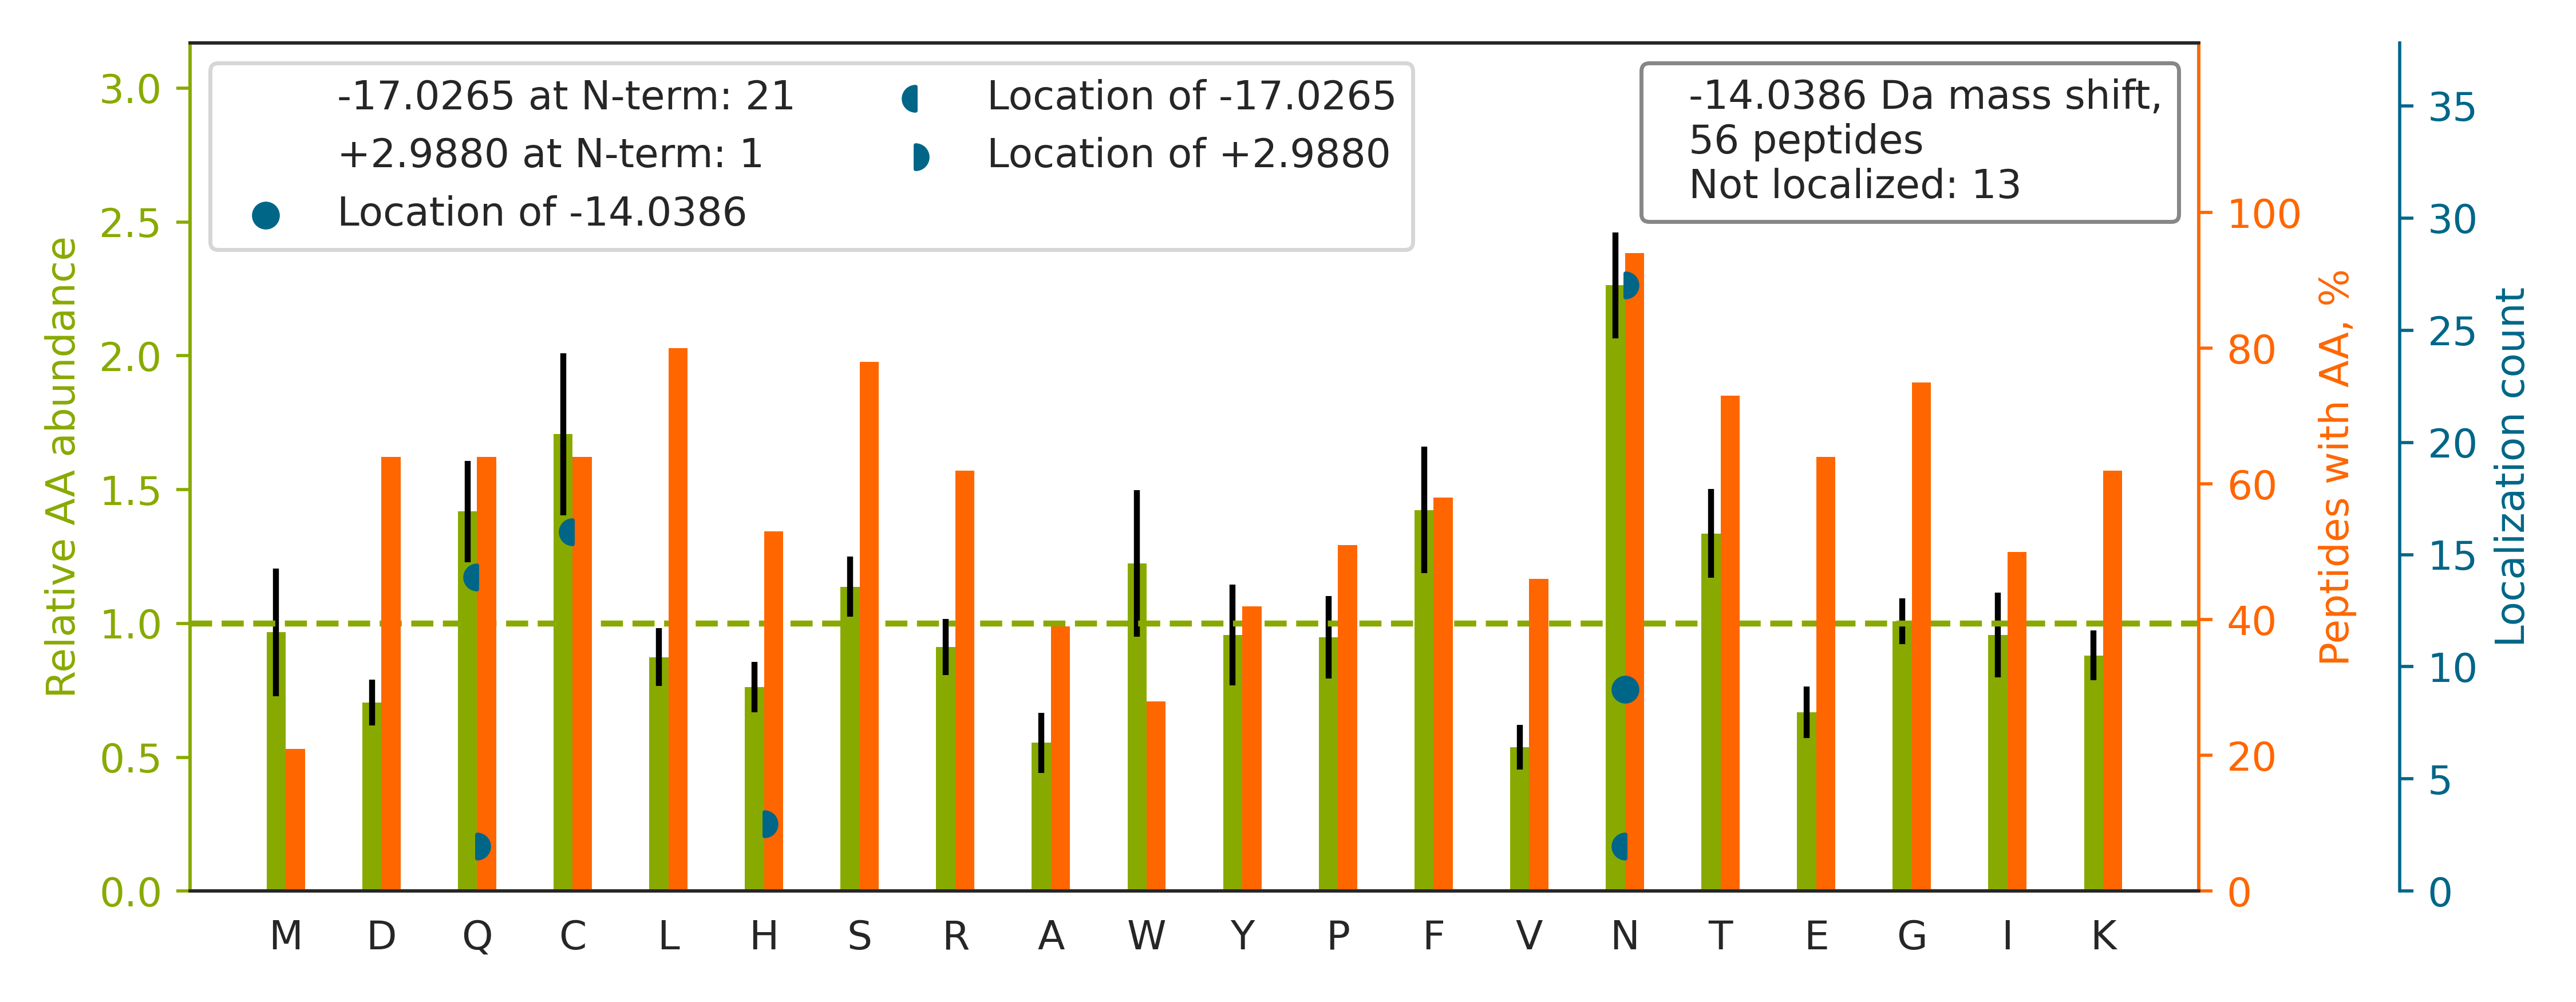 -17.0265 at N-term: 21
+2.9880 at N-term: 1
Location of -14.0386
Location of -17.0265
Location of +2.9880
-14.0386 Da mass shift,
56 peptides
Not localized: 13
Relative AA abundance
3.0
2.5
2.0
1.5
1.0
0.5
0.0
100
80
60
40
20
0
Peptides with AA, %
35
30
25
20
15
10
5
0
Localization count
M D Q C L H S R A W Y P F V N T E G I K